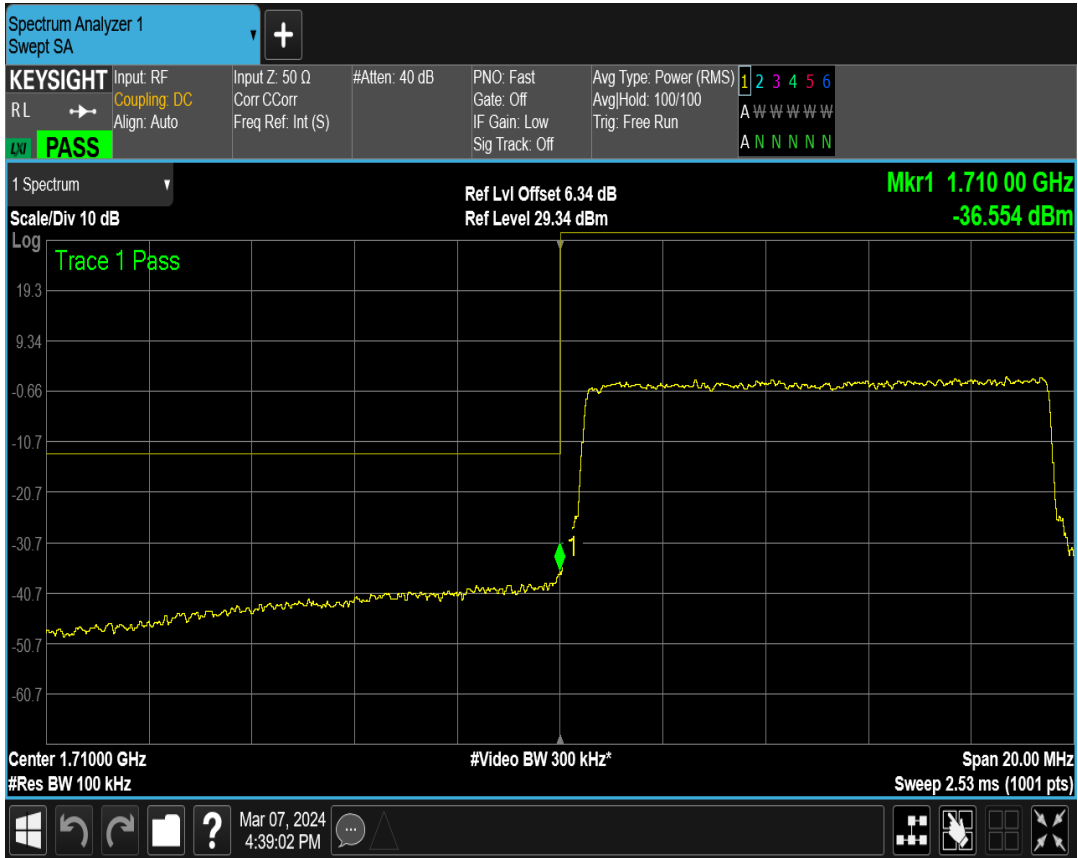 Spectrum Analyzer 1
Swept SA
+
KEYSIGHT
R L
LXI PASS
Input: RF
Coupling: DC
Align: Auto
Input Z: 50 Ω
Corr CCorr
Freq Ref: Int (S)
#Atten: 40 dB
PNO: Fast
Gate: Off
IF Gain: Low
Sig Track: Off
Avg Type: Power (RMS)
Avg|Hold: 100/100
Trig: Free Run
1 2 3 4 5 6
A W W W W W
A N N N N N
1 Spectrum
Scale/Div 10 dB
Ref Lvl Offset 6.34 dB
Ref Level 29.34 dBm
Mkr1 1.710 00 GHz
-36.554 dBm
Log
Trace 1 Pass
19.3
9.34
-0.66
-10.7
-20.7
-30.7
1
-40.7
-50.7
-60.7
Center 1.71000 GHz
#Video BW 300 kHz*
Span 20.00 MHz
#Res BW 100 kHz
Sweep 2.53 ms (1001 pts)
?
Mar 07, 2024
4:39:02 PM